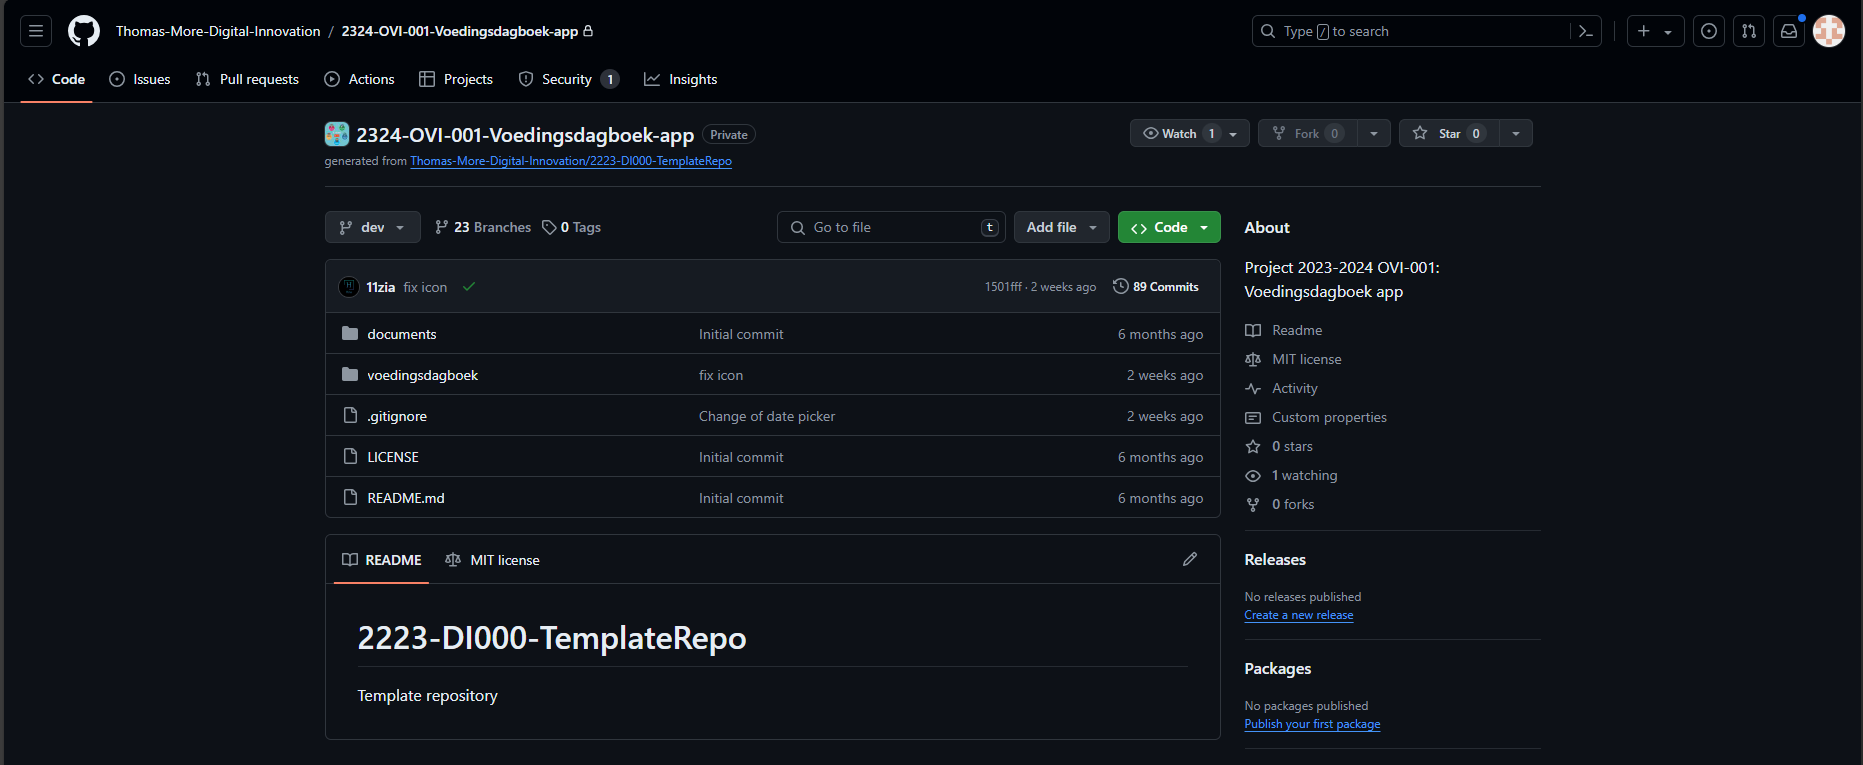 Thomas-More-Digital-Innovation / 2324-OVI-001-Voedingsdagboek-app
Type / to search
Code Issues Pull requests Actions Projects Security 1 Insights
2324-OVI-001-Voedingsdagboek-app Private
Watch 1 Fork 0 Star 0
generated from Thomas-More-Digital-Innovation/2223-DI000-TemplateRepo
dev 23 Branches 0 Tags
Go to file t Add file Code
11zia fix icon 1501fff · 2 weeks ago 89 Commits
documents Initial commit 6 months ago
voedingsdagboek fix icon 2 weeks ago
.gitignore Change of date picker 2 weeks ago
LICENSE Initial commit 6 months ago
README.md Initial commit 6 months ago
README MIT license
2223-DI000-TemplateRepo
Template repository
About
Project 2023-2024 OVI-001:
Voedingsdagboek app
Readme
MIT license
Activity
Custom properties
0 stars
1 watching
0 forks
Releases
No releases published
Create a new release
Packages
No packages published
Publish your first package